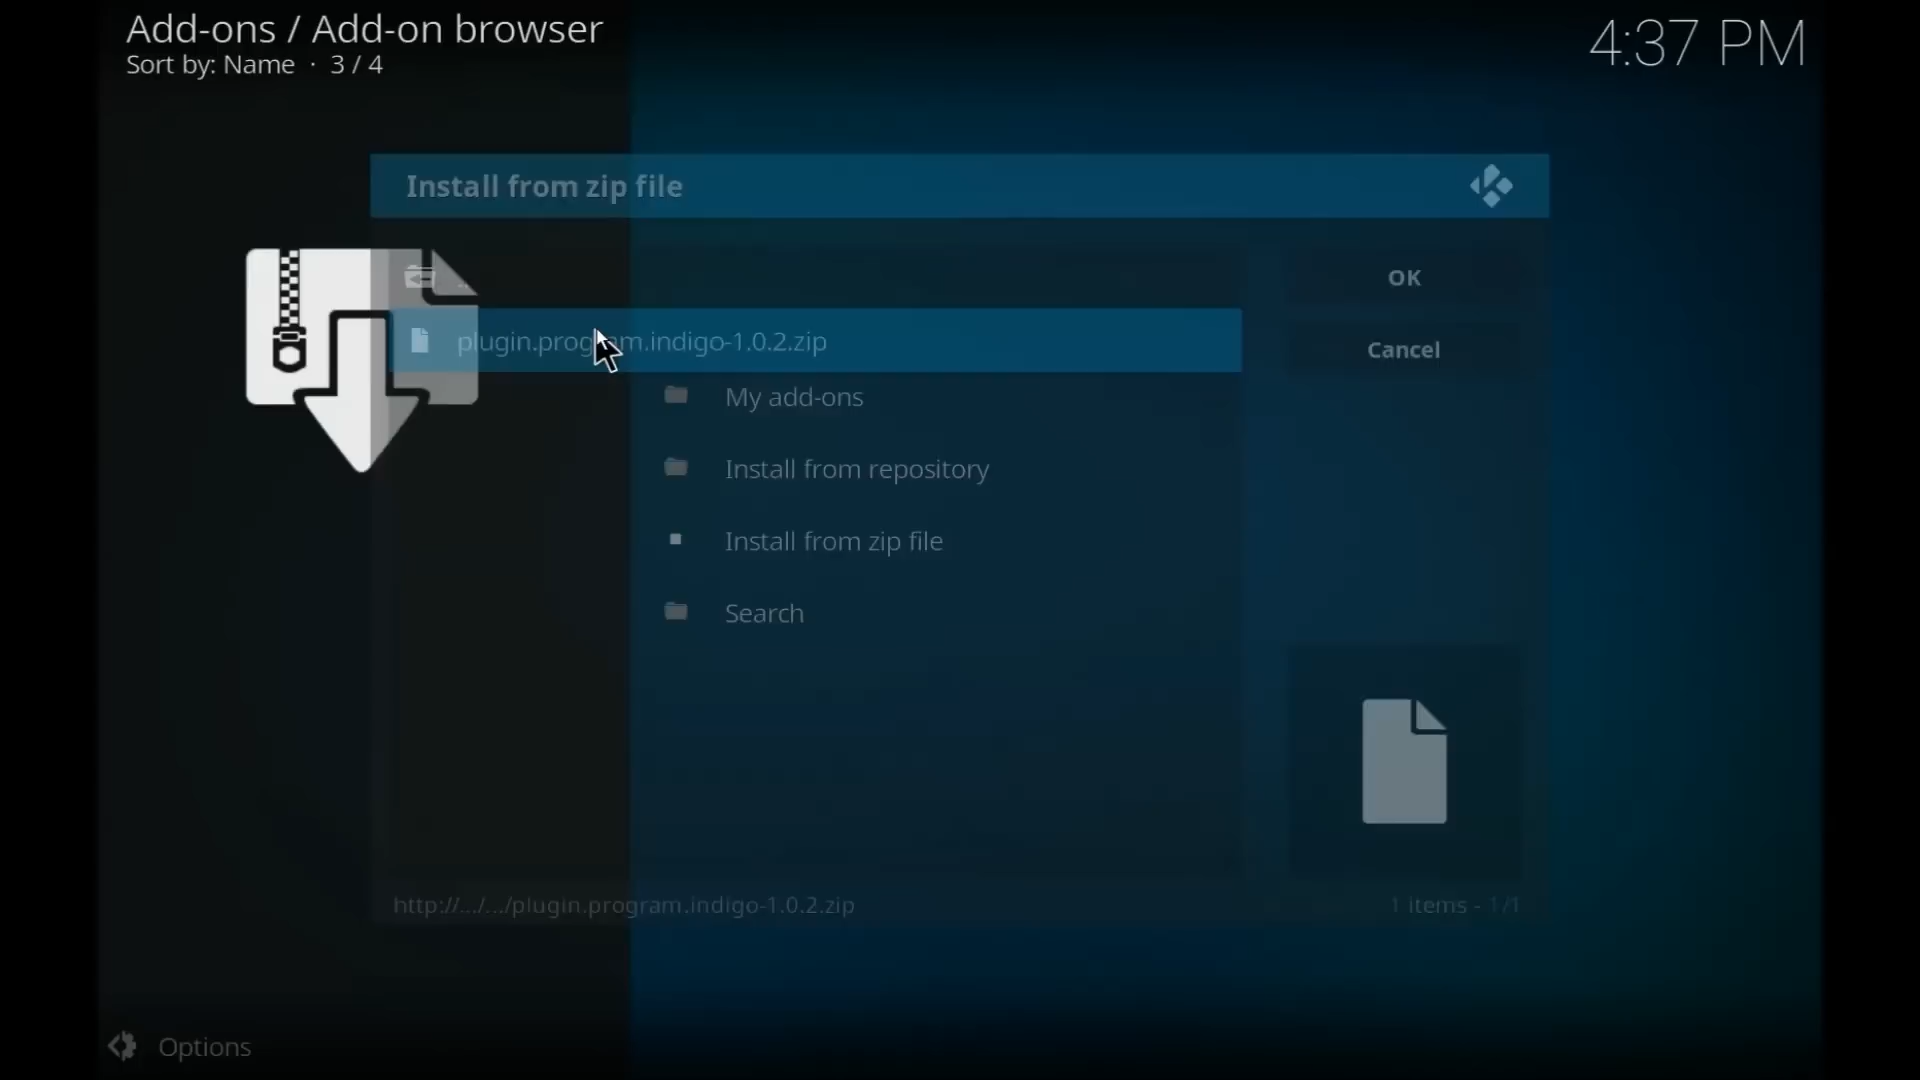 Add-ons / Add-on browser
Sort by: Name · 3 / 4
4:37 PM
Install from zip file
..
plugin.program.indigo-1.0.2.zip
OK
Cancel
My add-ons
Install from repository
Install from zip file
Search
http://.../.../plugin.program.indigo-1.0.2.zip
1 items - 1/1
Options